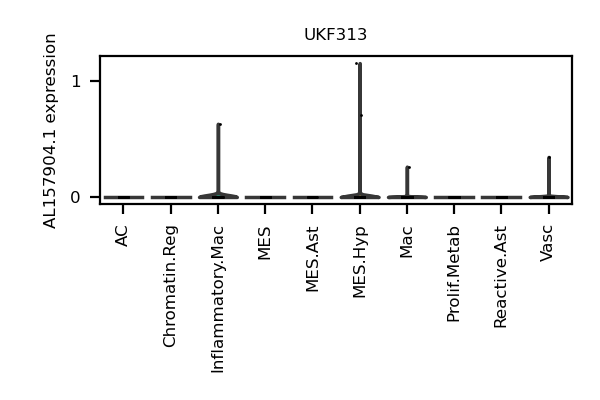 UKF313
AL157904.1 expression
1
0
AC
Chromatin.Reg
Inflammatory.Mac
MES
MES.Ast
MES.Hyp
Mac
Prolif.Metab
Reactive.Ast
Vasc